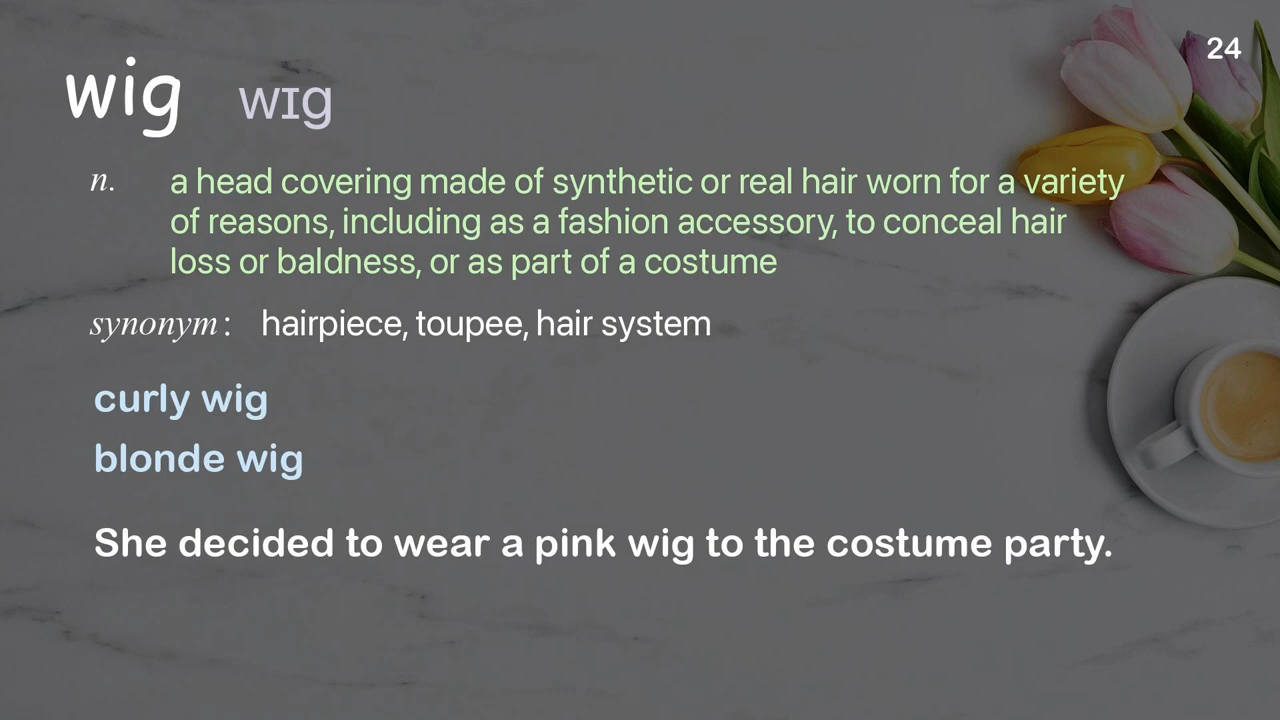 24
wig wɪg
n. a head covering made of synthetic or real hair worn for a variety
of reasons, including as a fashion accessory, to conceal hair
loss or baldness, or as part of a costume
synonym: hairpiece, toupee, hair system
curly wig
blonde wig
She decided to wear a pink wig to the costume party.